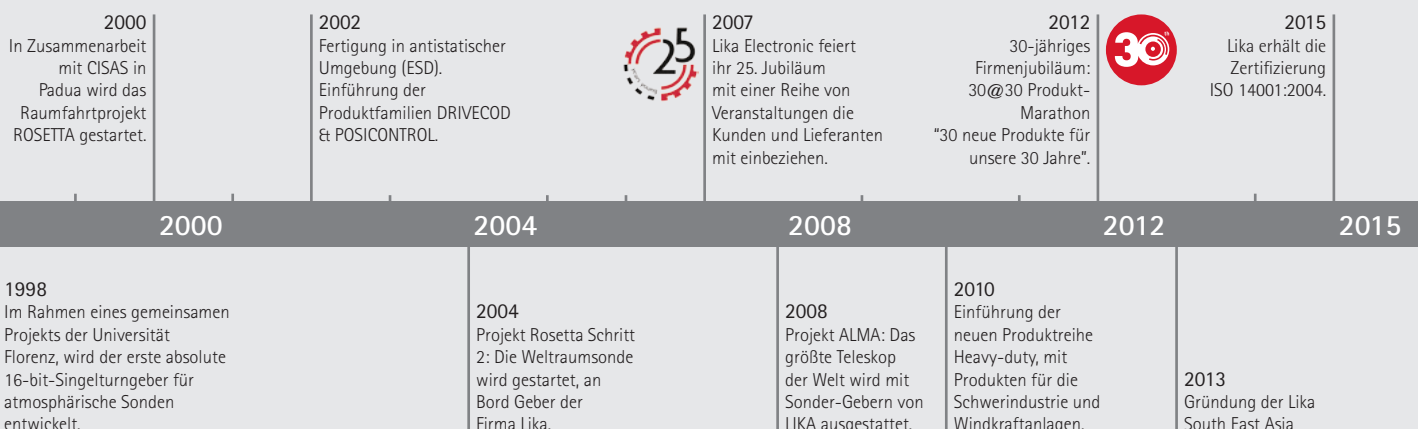 2000
In Zusammenarbeit
mit CISAS in
Padua wird das
Raumfahrtprojekt
ROSETTA gestartet.
2002
Fertigung in antistatischer
Umgebung (ESD).
Einführung der
Produktfamilien DRIVECOD
& POSICONTROL.
25
2007
Lika Electronic feiert
ihr 25. Jubiläum
mit einer Reihe von
Veranstaltungen die
Kunden und Lieferanten
mit einbeziehen.
2012
30-jähriges
Firmenjubiläum:
30@30 Produkt-
Marathon
"30 neue Produkte für
unsere 30 Jahre".
30th
2015
Lika erhält die
Zertifizierung
ISO 14001:2004.
2000 2004 2008 2012 2015
1998
Im Rahmen eines gemeinsamen
Projekts der Universität
Florenz, wird der erste absolute
16-bit-Singelturngeber für
atmosphärische Sonden
entwickelt.
2004
Projekt Rosetta Schritt
2: Die Weltraumsonde
wird gestartet, an
Bord Geber der
Firma Lika.
2008
Projekt ALMA: Das
größte Teleskop
der Welt wird mit
Sonder-Gebern von
LIKA ausgestattet.
2010
Einführung der
neuen Produktreihe
Heavy-duty, mit
Produkten für die
Schwerindustrie und
Windkraftanlagen.
2013
Gründung der Lika
South East Asia